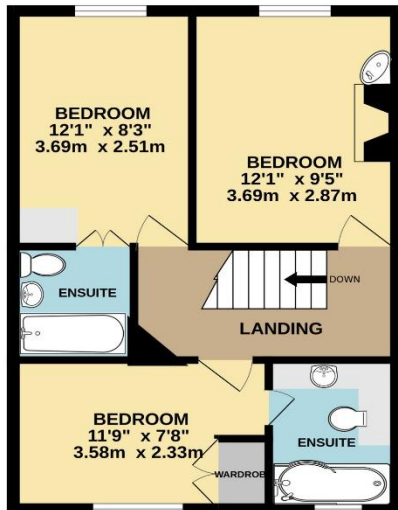 BEDROOM
12'1" x 8'3"
3.69m x 2.51m
BEDROOM
12'1" x 9'5"
3.69m x 2.87m
ENSUITE
DOWN
LANDING
BEDROOM
11'9" x 7'8"
3.58m x 2.33m
ENSUITE
WARDROB